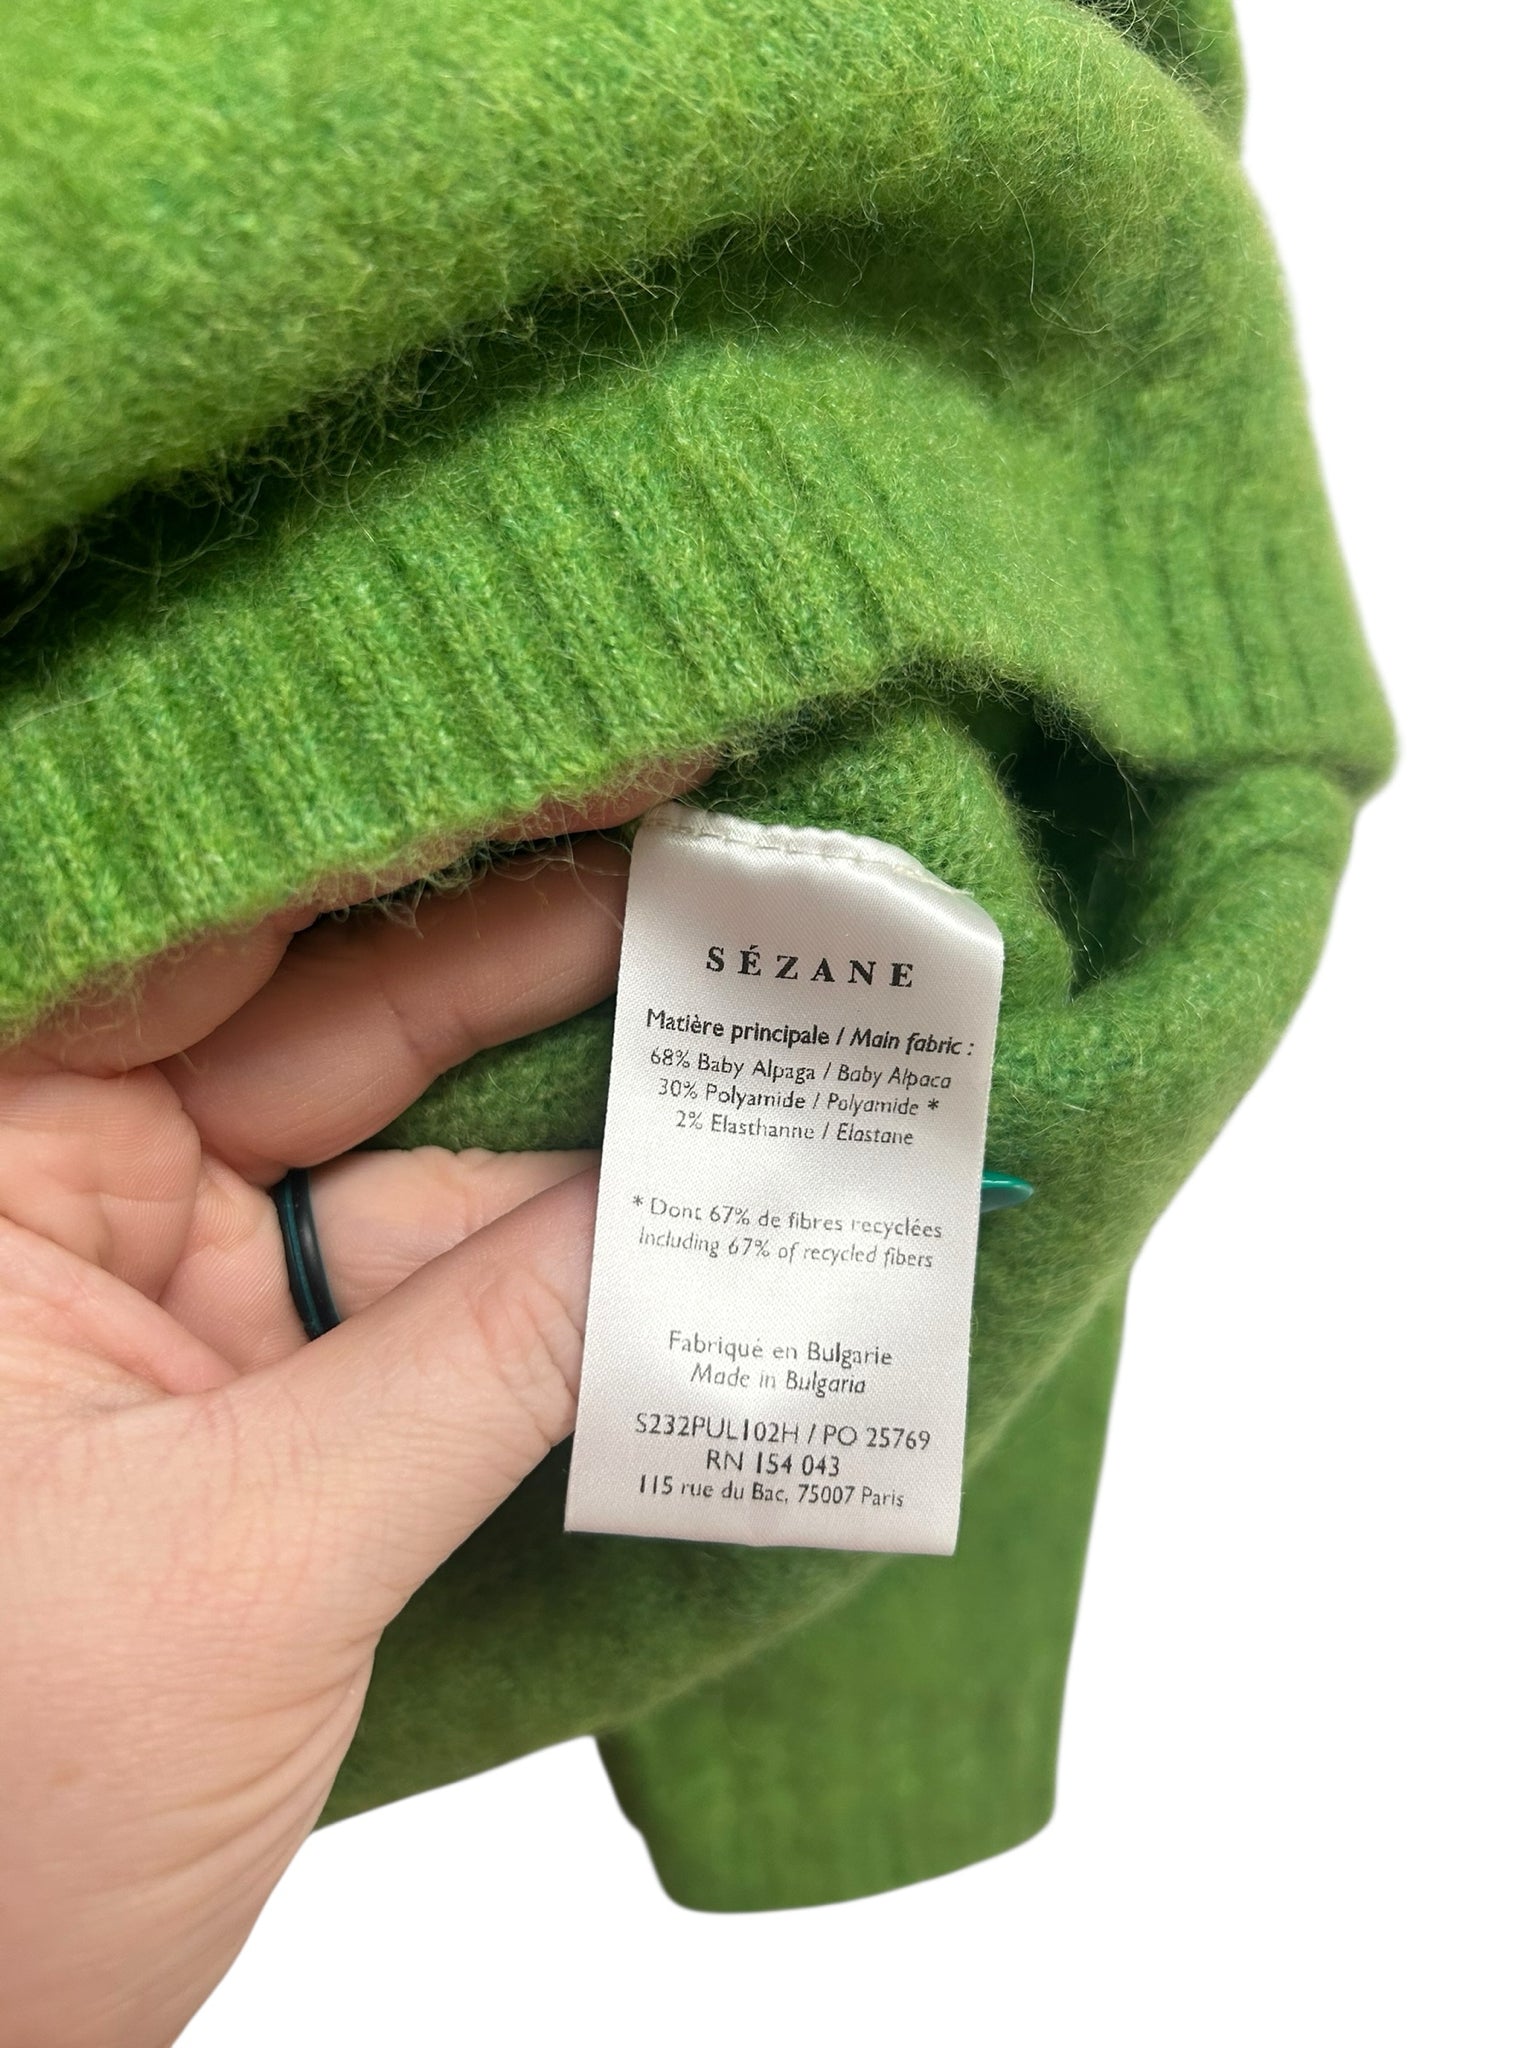 SÉZANE
Matière principale / Main fabric :
68% Baby Alpaga / Baby Alpaca
30% Polyamide / Polyamide *
2% Elasthanne / Elastane
* Dont 67% de fibres recyclées
Including 67% of recycled fibers
Fabriqué en Bulgarie
Made in Bulgaria
S232PUL102H / PO 25769
RN 154 043
115 rue du Bac, 75007 Paris